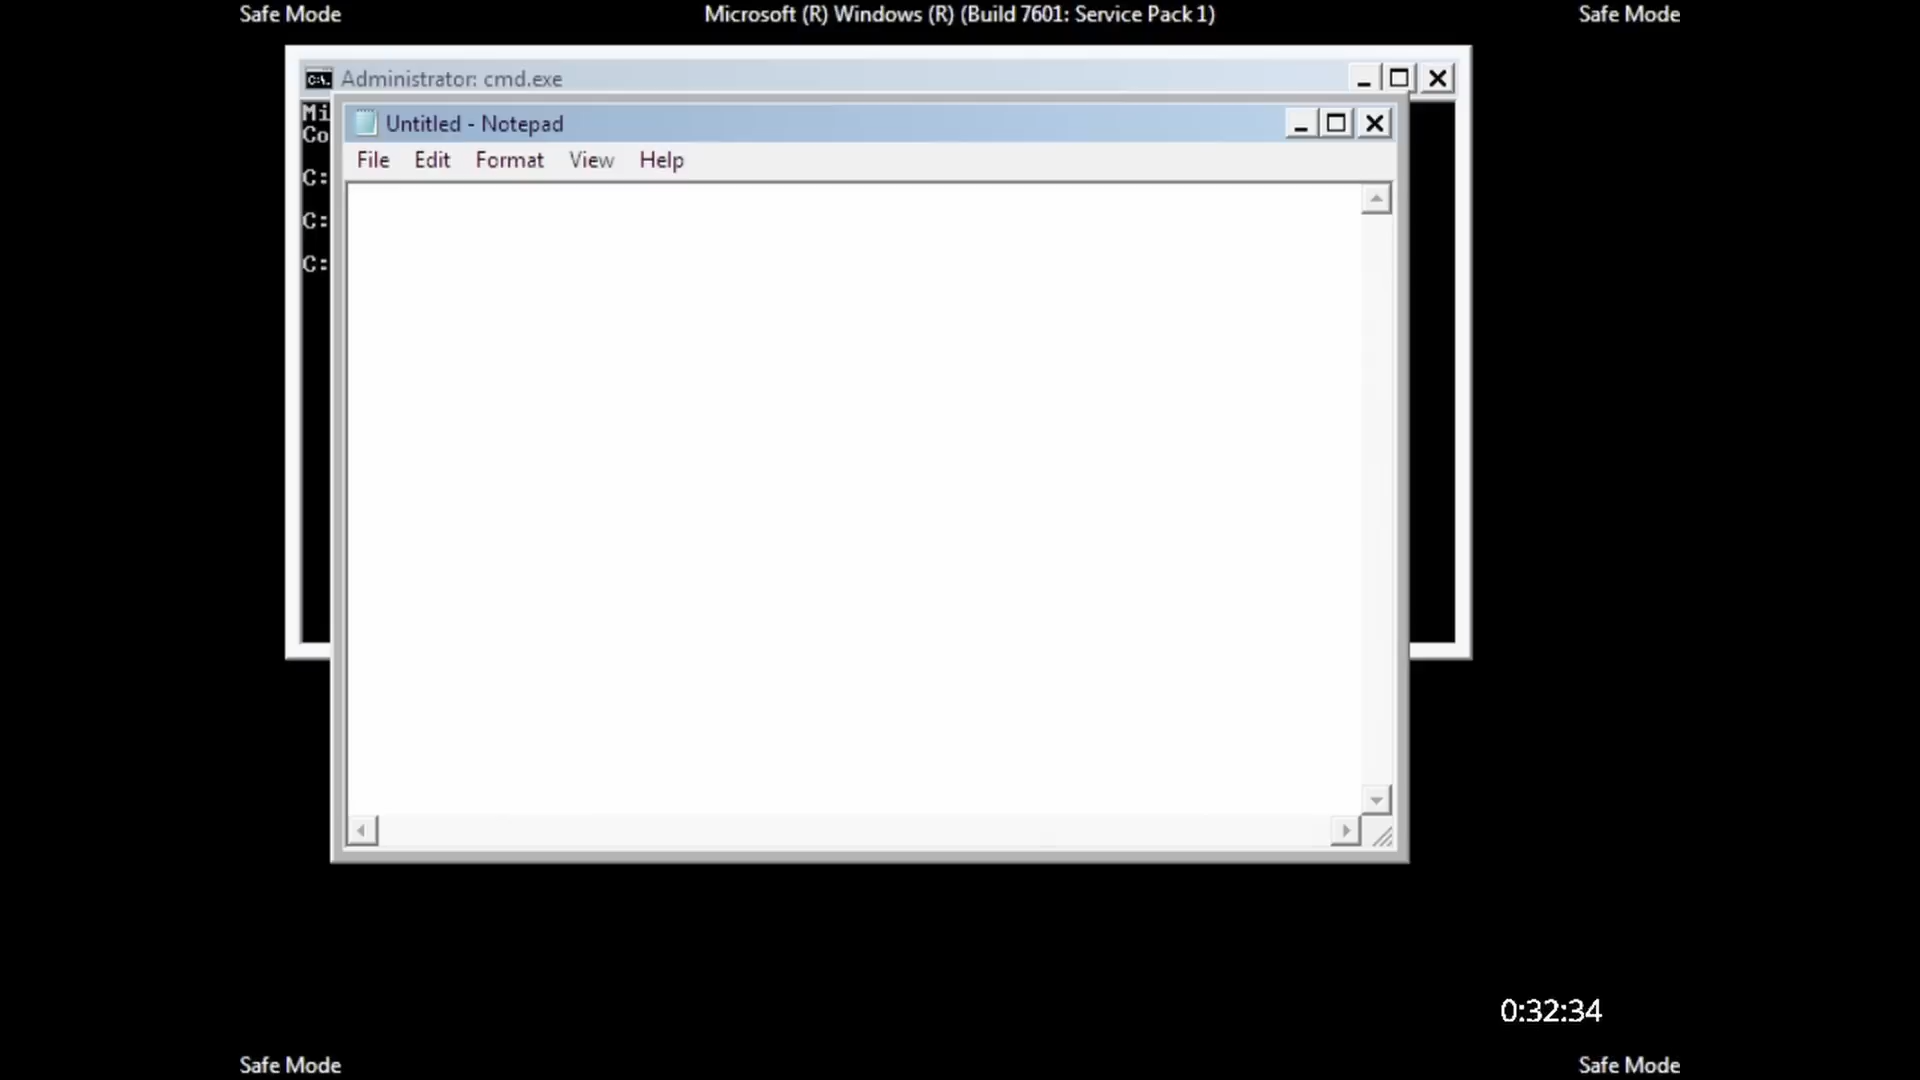 Safe Mode Microsoft (R) Windows (R) (Build 7601: Service Pack 1) Safe Mode
C:\. Administrator: cmd.exe
Mi
Untitled - Notepad
Co
File Edit Format View Help
C:
C:
C:
0:32:34
Safe Mode Safe Mode